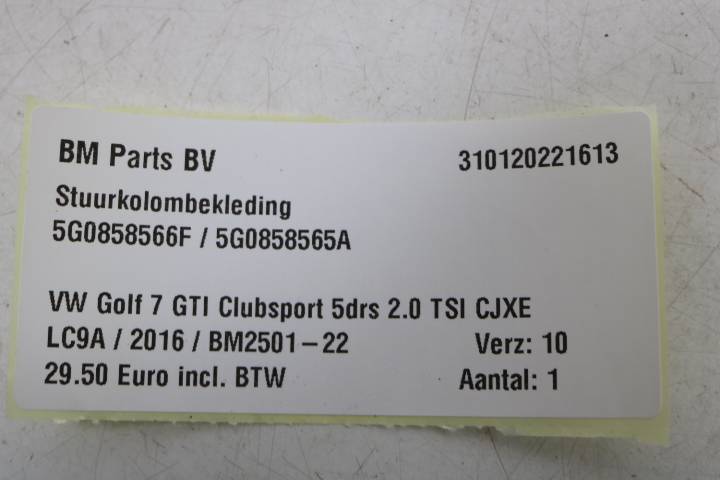 BM Parts BV 310120221613
Stuurkolombekleding
5G0858566F / 5G0858565A
VW Golf 7 GTI Clubsport 5drs 2.0 TSI CJXE
LC9A / 2016 / BM2501-22 Verz: 10
29.50 Euro incl. BTW Aantal: 1